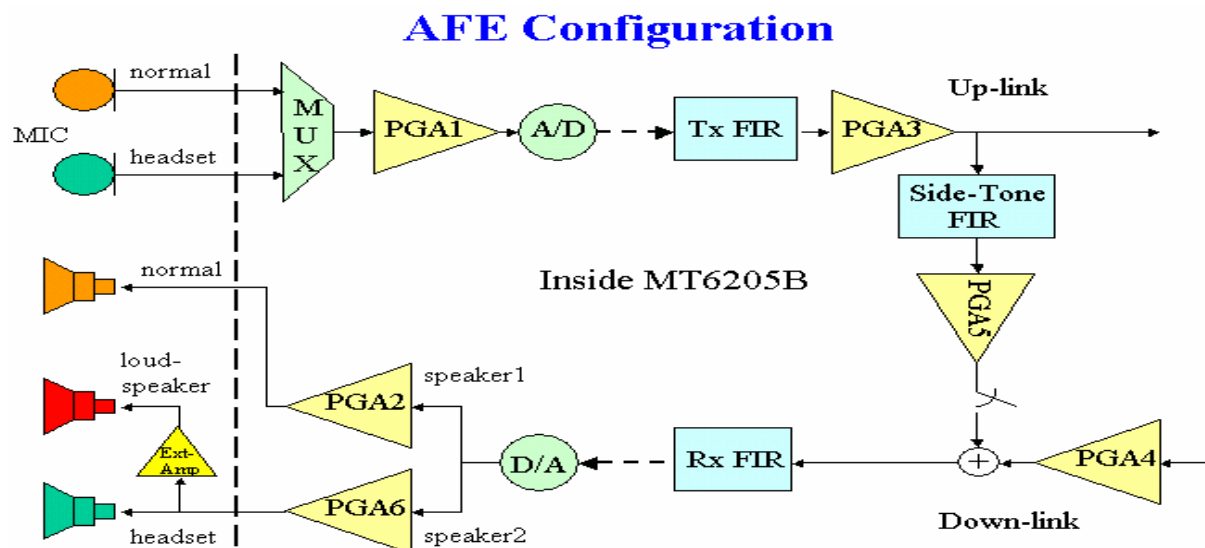 AFE Configuration
normal
MIC
headset
MUX
PGA1
A/D
Tx FIR
PGA3
Up-link
Side-Tone
FIR
PGA5
Inside MT6205B
normal
loud-
speaker
Ext-
Amp
headset
PGA2
speaker1
PGA6
speaker2
D/A
Rx FIR
+
PGA4
Down-link